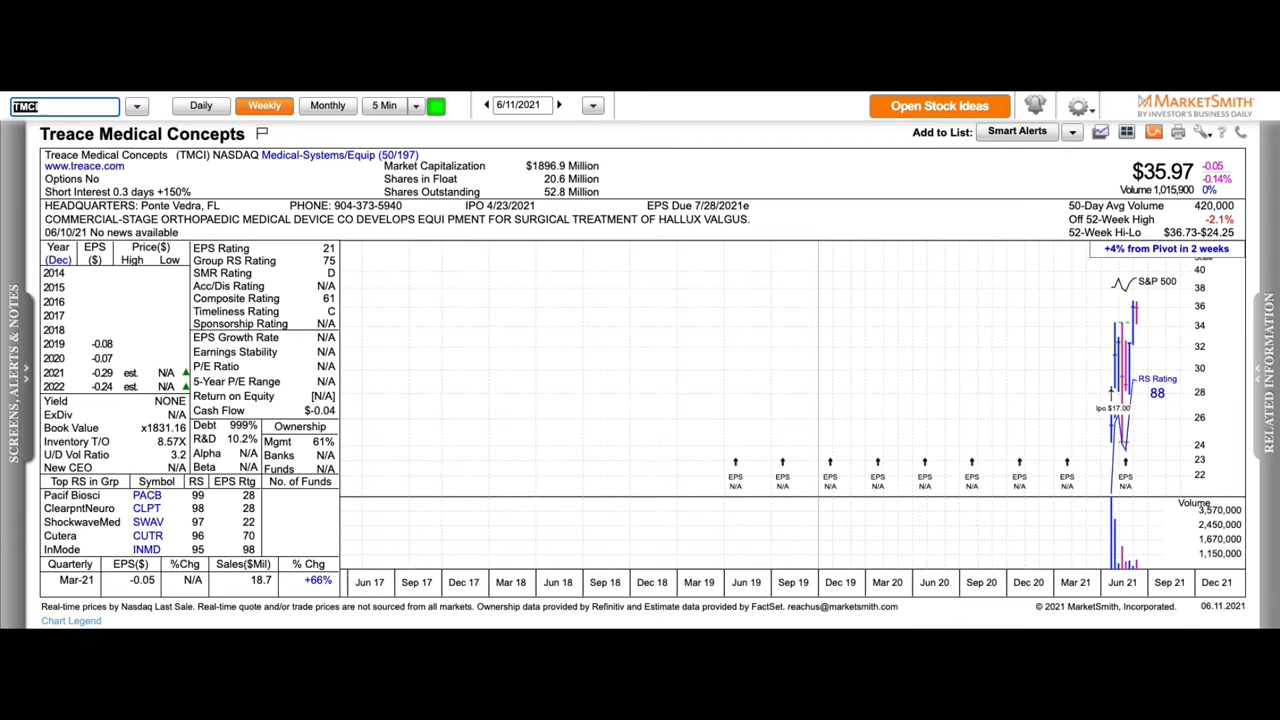 TMCI Daily Weekly Monthly 5 Min 6/11/2021 Open Stock Ideas MARKETSMITH
BY INVESTOR'S BUSINESS DAILY
Treace Medical Concepts Add to List: Smart Alerts
Treace Medical Concepts (TMCI) NASDAQ Medical-Systems/Equip (50/197)
www.treace.com Market Capitalization $1896.9 Million $35.97 -0.05
Options No Shares in Float 20.6 Million -0.14%
Short Interest 0.3 days +150% Shares Outstanding 52.8 Million Volume 1,015,900 0%
HEADQUARTERS: Ponte Vedra, FL PHONE: 904-373-5940 IPO 4/23/2021 EPS Due 7/28/2021e 50-Day Avg Volume 420,000
COMMERCIAL-STAGE ORTHOPAEDIC MEDICAL DEVICE CO DEVELOPS EQUI PMENT FOR SURGICAL TREATMENT OF HALLUX VALGUS. Off 52-Week High -2.1%
06/10/21 No news available 52-Week Hi-Lo $36.73-$24.25
+4% from Pivot in 2 weeks
Year EPS Price($)
(Dec) ($) High Low
2014
2015
2016
2017
2018
2019 -0.08
2020 -0.07
2021 -0.29 est. N/A
2022 -0.24 est. N/A
Yield NONE
ExDiv N/A
Book Value x1831.16
Inventory T/O 8.57X
U/D Vol Ratio 3.2
New CEO N/A
EPS Rating 21
Group RS Rating 75
SMR Rating D
Acc/Dis Rating N/A
Composite Rating 61
Timeliness Rating C
Sponsorship Rating N/A
EPS Growth Rate N/A
Earnings Stability N/A
P/E Ratio N/A
5-Year P/E Range N/A
Return on Equity [N/A]
Cash Flow $-0.04
Debt 999%
R&D 10.2%
Alpha N/A
Beta N/A
Ownership
Mgmt 61%
Banks N/A
Funds N/A
Top RS in Grp Symbol RS EPS Rtg No. of Funds
Pacif Biosci PACB 99 28
ClearpntNeuro CLPT 98 28
ShockwaveMed SWAV 97 22
Cutera CUTR 96 70
InMode INMD 95 98
Quarterly EPS($) %Chg Sales($Mil) % Chg
Mar-21 -0.05 N/A 18.7 +66%
S&P 500
RS Rating
88
Ipo $17.00
EPS EPS EPS EPS EPS EPS EPS EPS EPS
N/A N/A N/A N/A N/A N/A N/A N/A N/A
40
38
36
34
32
30
28
26
24
23
22
Volume
3,570,000
2,450,000
1,670,000
1,150,000
Jun 17 Sep 17 Dec 17 Mar 18 Jun 18 Sep 18 Dec 18 Mar 19 Jun 19 Sep 19 Dec 19 Mar 20 Jun 20 Sep 20 Dec 20 Mar 21 Jun 21 Sep 21 Dec 21
Real-time prices by Nasdaq Last Sale. Real-time quote and/or trade prices are not sourced from all markets. Ownership data provided by Refinitiv and Estimate data provided by FactSet. reachus@marketsmith.com © 2021 MarketSmith, Incorporated. 06.11.2021
Chart Legend
SCREENS, ALERTS & NOTES
RELATED INFORMATION